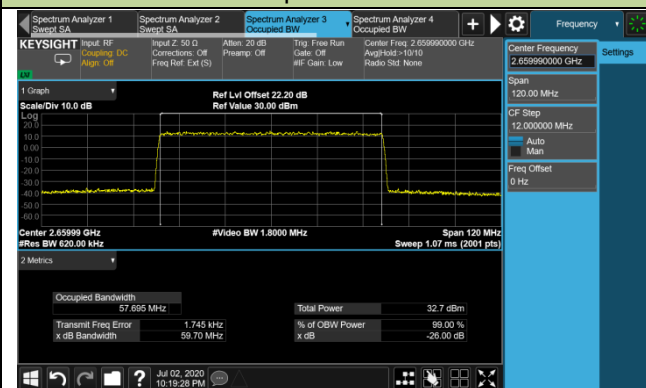 Spectrum Analyzer 1
Swept SA
Spectrum Analyzer 2
Swept SA
Spectrum Analyzer 3
Occupied BW
Spectrum Analyzer 4
Occupied BW
Frequency
KEYSIGHT
Input: RF
Coupling: DC
Align: Off
Input Z: 50 Ω
Corrections: Off
Freq Ref: Ext (S)
Atten: 20 dB
Preamp: Off
Trig: Free Run
Gate: Off
#IF Gain: Low
Center Freq: 2.659990000 GHz
Avg|Hold:>10/10
Radio Std: None
LXI
Center Frequency
2.659990000 GHz
Settings
Span
120.00 MHz
CF Step
12.000000 MHz
Auto
Man
Freq Offset
0 Hz
1 Graph
Scale/Div 10.0 dB
Ref Lvl Offset 22.20 dB
Ref Value 30.00 dBm
Log
20.0
10.0
0.00
-10.0
-20.0
-30.0
-40.0
-50.0
-60.0
Center 2.65999 GHz
#Res BW 620.00 kHz
#Video BW 1.8000 MHz
Span 120 MHz
Sweep 1.07 ms (2001 pts)
2 Metrics
Occupied Bandwidth
57.695 MHz
Total Power
32.7 dBm
Transmit Freq Error
1.745 kHz
% of OBW Power
99.00 %
x dB Bandwidth
59.70 MHz
x dB
-26.00 dB
?
Jul 02, 2020
10:19:28 PM